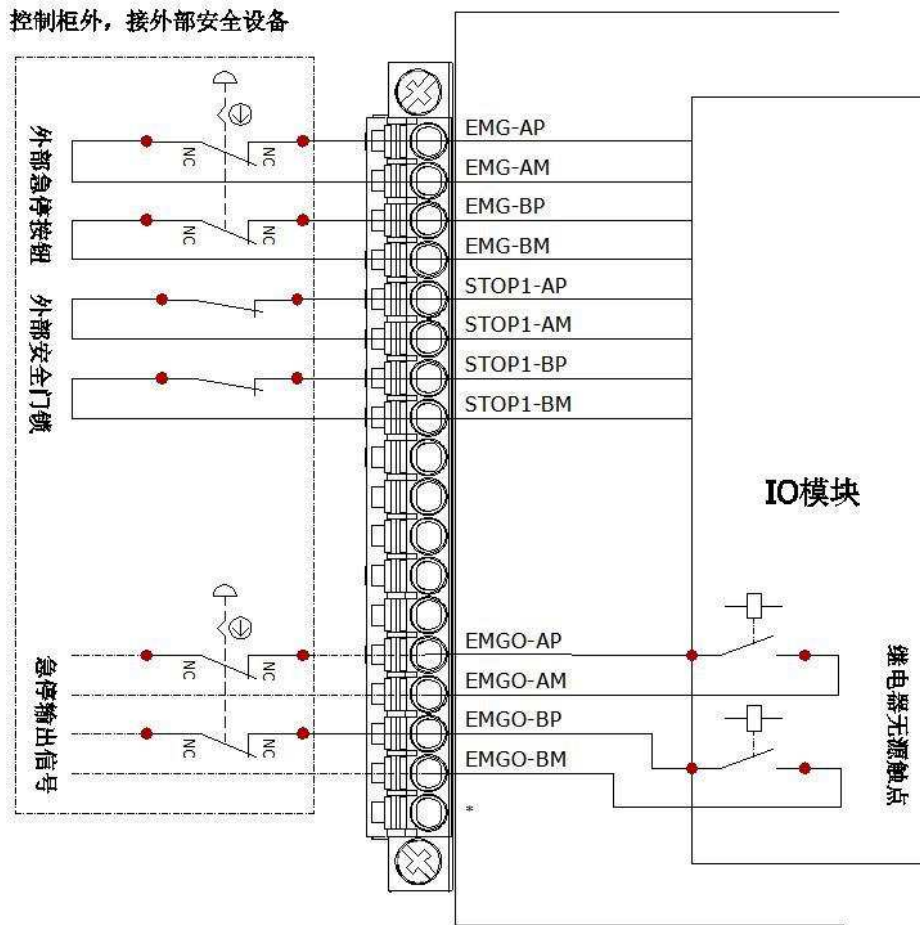 控制柜外，接外部安全设备
外部急停按钮
NC
NC
NC
NC
外部安全门锁
急停输出信号
NC
NC
NC
NC
EMG-AP
EMG-AM
EMG-BP
EMG-BM
STOP1-AP
STOP1-AM
STOP1-BP
STOP1-BM
EMGO-AP
EMGO-AM
EMGO-BP
EMGO-BM
*
IO模块
继电器无源触点